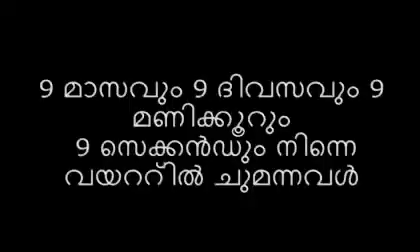 9 മാസവും 9 ദിവസവും 9
മണിക്കൂറും
9 സെക്കൻഡും നിന്നെ
വയററിൽ ചുമന്നവൾ